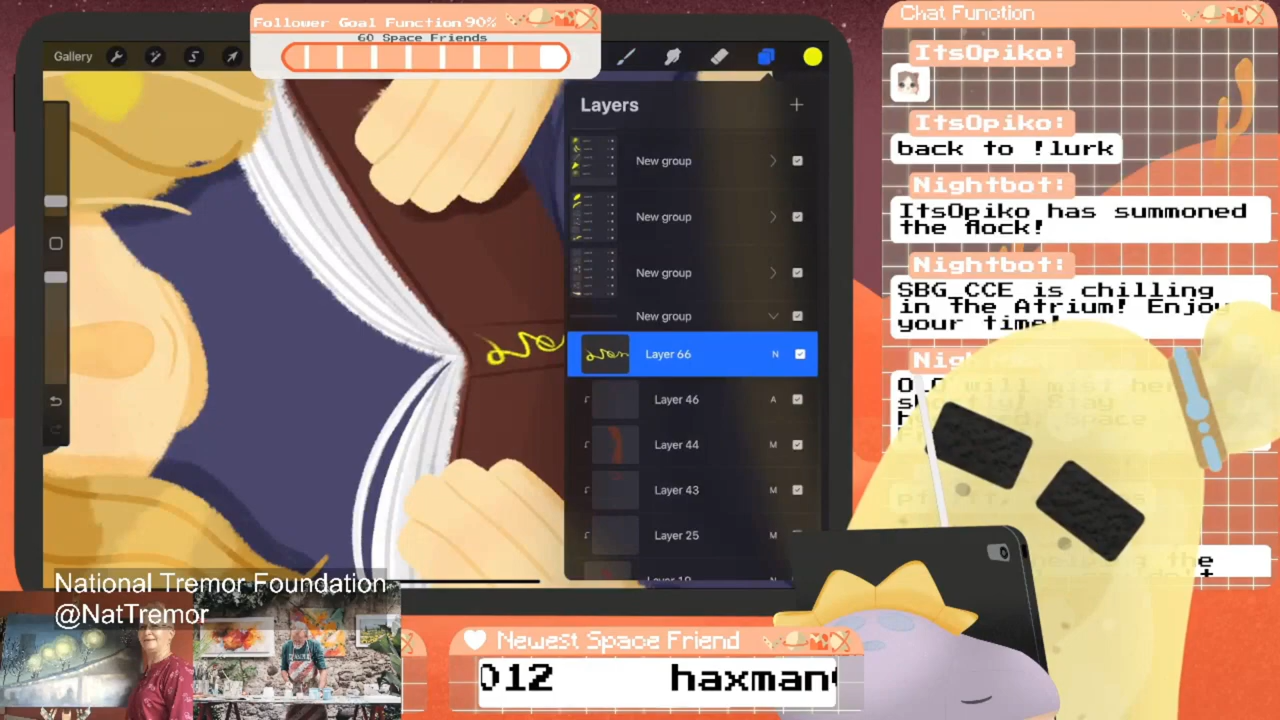 Follower Goal Function 90%
60 Space Friends
Gallery
Layers
New group
New group
New group
New group
Layer 66 N
Layer 46 A
Layer 44 M
Layer 43 M
Layer 25 M
Chat Function
ItsOpiko:
ItsOpiko:
back to !lurk
Nightbot:
ItsOpiko has summoned
the flock!
Nightbot:
SBG_CCE is chilling
in The Atrium! Enjoy
your time!
National Tremor Foundation
@NatTremor
Newest Space Friend
012 haxman